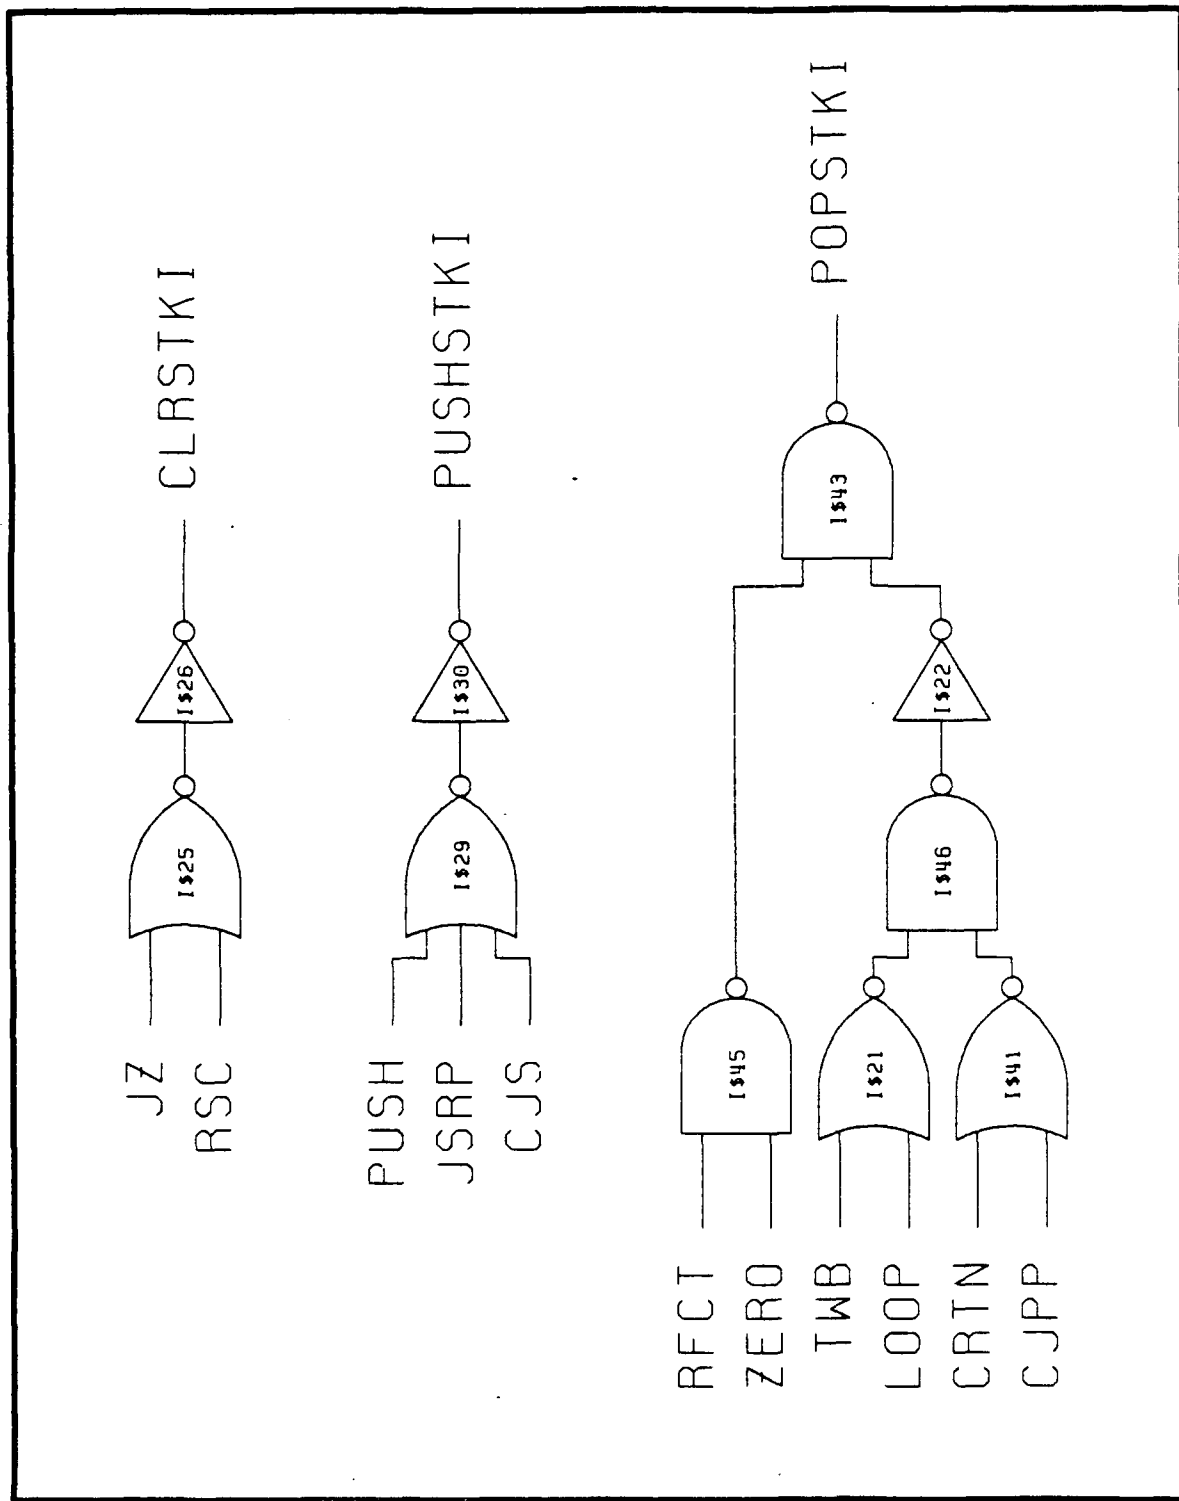 JZ
RSC
I$25
I$26
CLRSTKI
PUSH
JSRP
CJS
I$29
I$30
PUSHSTKI
RFCT
ZERO
TWB
LOOP
CRTN
CJPP
I$45
I$21
I$41
I$46
I$22
I$43
POPSTKI